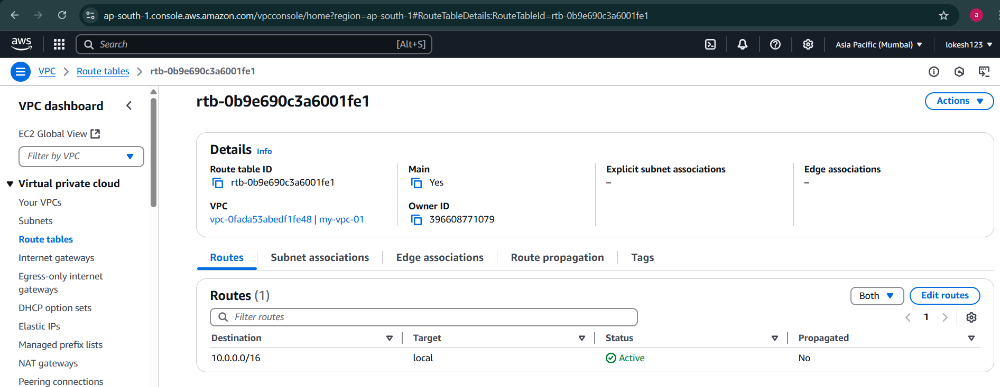 ap-south-1.console.aws.amazon.com/vpcconsole/home?region=ap-south-1#RouteTableDetails:RouteTableId=rtb-0b9e690c3a6001fe1
a
aws
Search [Alt+S]
Asia Pacific (Mumbai)
lokesh123
VPC
Route tables
rtb-0b9e690c3a6001fe1
VPC dashboard
EC2 Global View
Filter by VPC
Virtual private cloud
Your VPCs
Subnets
Route tables
Internet gateways
Egress-only internet
gateways
DHCP option sets
Elastic IPs
Managed prefix lists
NAT gateways
Peering connections
rtb-0b9e690c3a6001fe1
Actions
Details Info
Route table ID
rtb-0b9e690c3a6001fe1
Main
Yes
Explicit subnet associations
–
Edge associations
–
VPC
vpc-0fada53abedf1fe48 | my-vpc-01
Owner ID
396608771079
Routes
Subnet associations
Edge associations
Route propagation
Tags
Routes (1)
Both
Edit routes
Filter routes
1
Destination Target Status Propagated
10.0.0.0/16 local Active No